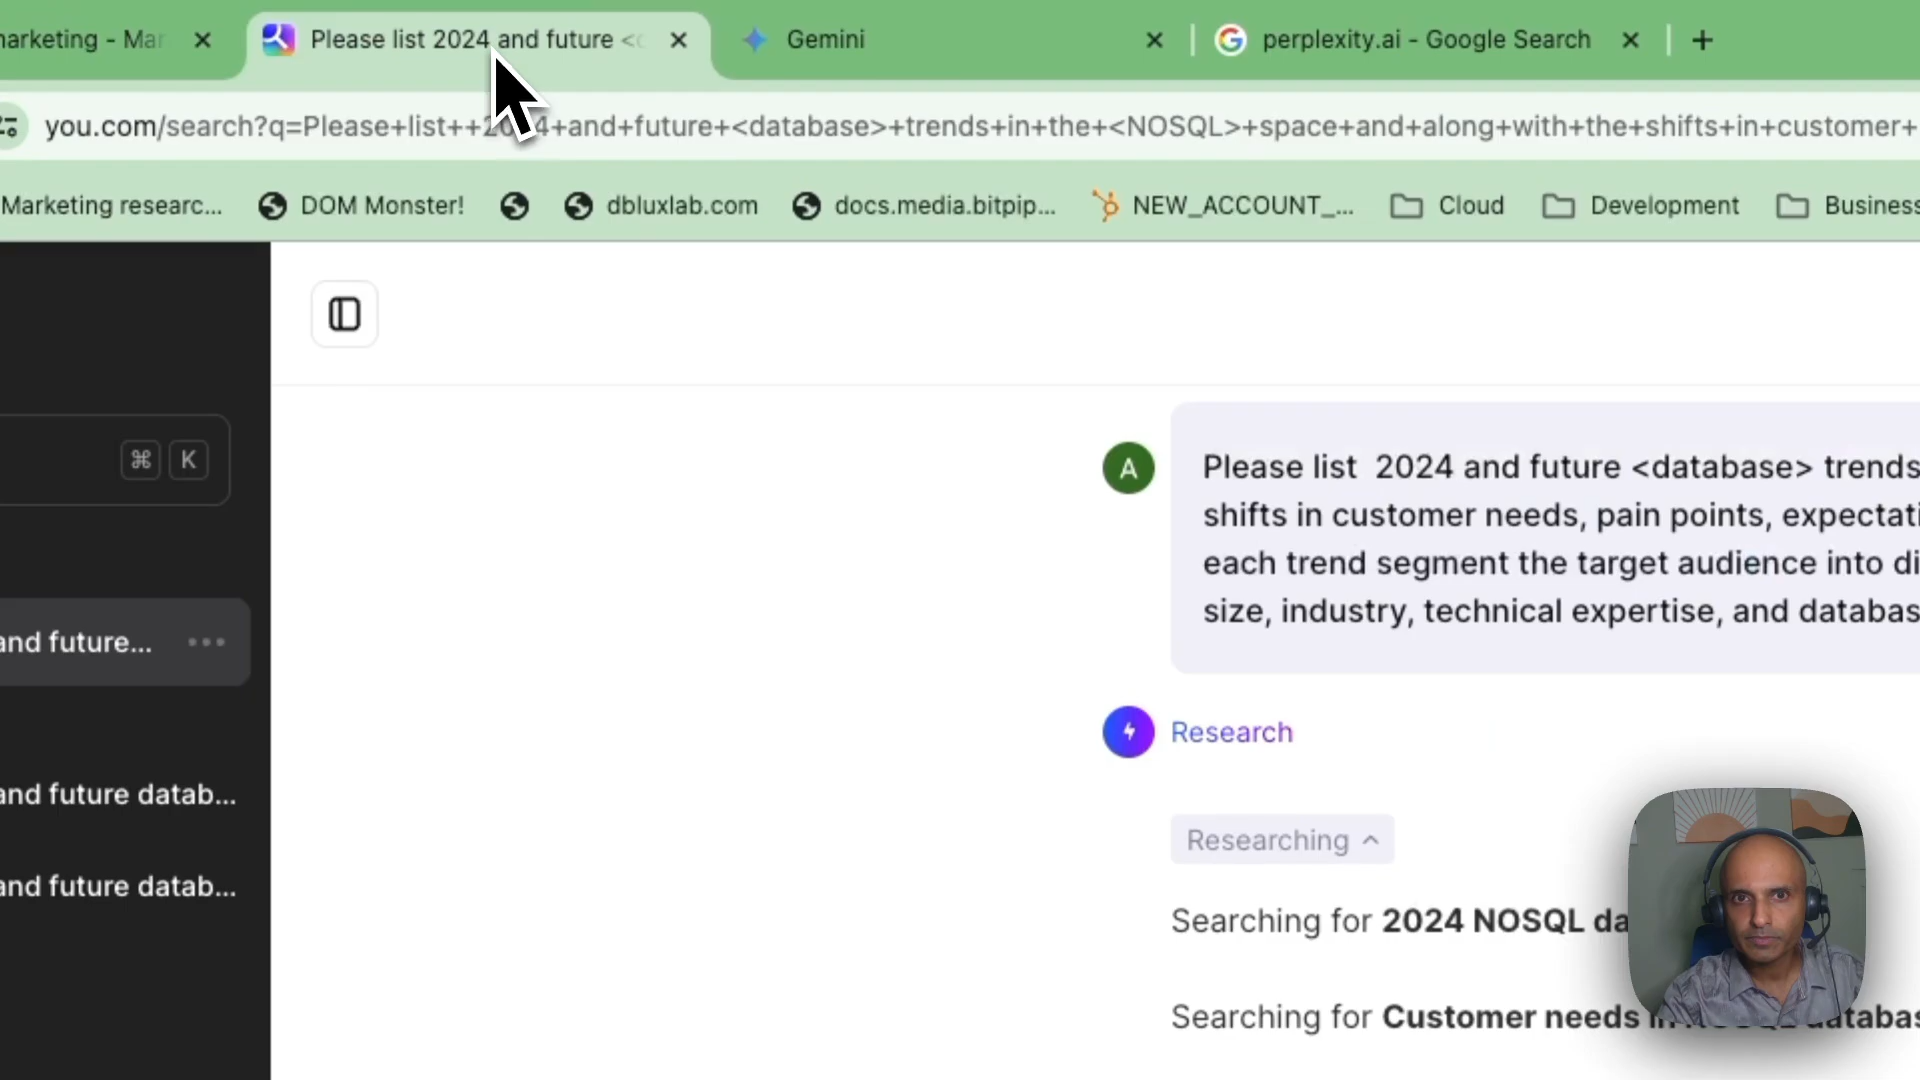 marketing - Mar
Please list 2024 and future <
Gemini
perplexity.ai - Google Search
you.com/search?q=Please+list++2024+and+future+<database>+trends+in+the+<NOSQL>+space+and+along+with+the+shifts+in+customer+
Marketing researc...
DOM Monster!
dbluxlab.com
docs.media.bitpip...
NEW_ACCOUNT_...
Cloud
Development
Business
⌘ K
and future...
and future datab...
and future datab...
A
Please list 2024 and future <database> trends
shifts in customer needs, pain points, expectati
each trend segment the target audience into di
size, industry, technical expertise, and databas
Research
Researching
Searching for 2024 NOSQL da
Searching for Customer needs in databas